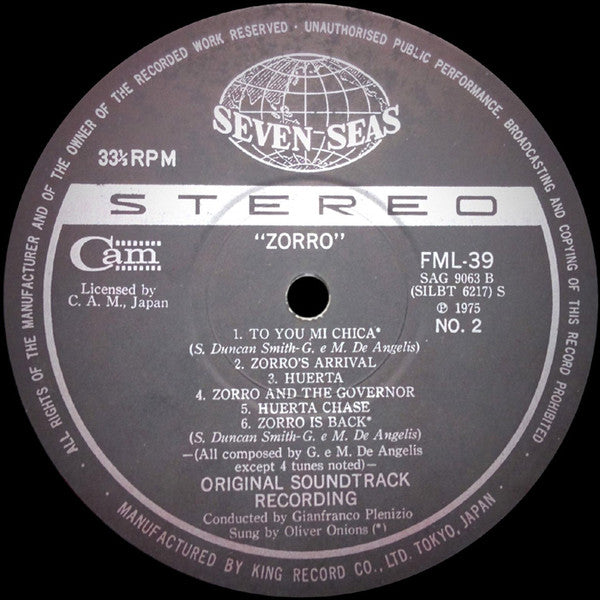 ALL RIGHTS OF THE MANUFACTURER AND OF THE OWNER OF THE RECORDED WORK RESERVED · UNAUTHORISED PUBLIC PERFORMANCE, BROADCASTING AND COPYING OF THIS RECORD PROHIBITED ·
SEVEN SEAS
33⅓ RPM
STEREO
"ZORRO"
Cam
Licensed by
C. A. M., Japan
FML-39
SAG 9063 B
(SILBT 6217) S
℗ 1975
NO. 2
1. TO YOU MI CHICA*
(S. Duncan Smith-G. e M. De Angelis)
2. ZORRO'S ARRIVAL
3. HUERTA
4. ZORRO AND THE GOVERNOR
5. HUERTA CHASE
6. ZORRO IS BACK*
(S. Duncan Smith-G. e M. De Angelis)
—(All composed by G. e M. De Angelis
except 4 tunes noted)—
ORIGINAL SOUNDTRACK
RECORDING
Conducted by Gianfranco Plenizio
Sung by Oliver Onions (*)
MANUFACTURED BY KING RECORD CO., LTD. TOKYO, JAPAN ·